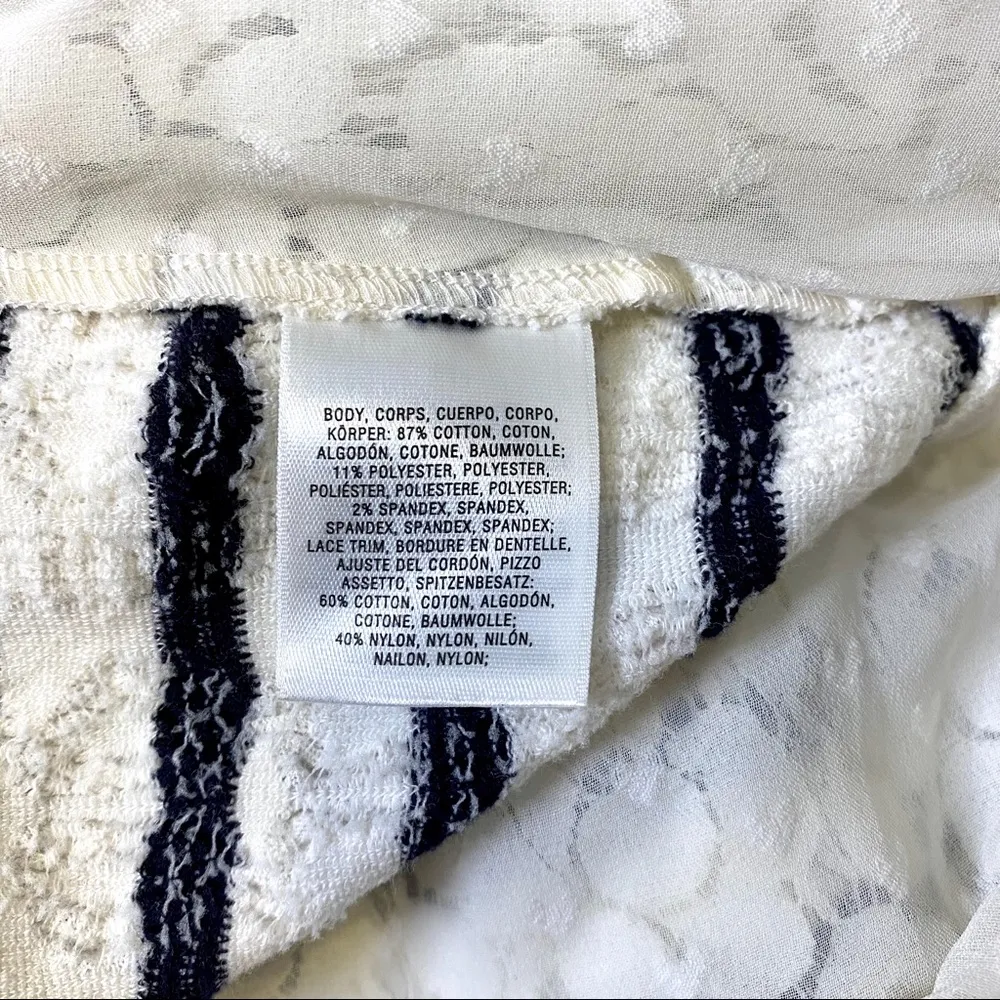 BODY, CORPS, CUERPO, CORPO,
KÖRPER: 87% COTTON, COTON,
ALGODÓN, COTONE, BAUMWOLLE;
11% POLYESTER, POLYESTER,
POLIÉSTER, POLIESTERE, POLYESTER;
2% SPANDEX, SPANDEX,
SPANDEX, SPANDEX, SPANDEX;
LACE TRIM, BORDURE EN DENTELLE,
AJUSTE DEL CORDÓN, PIZZO
ASSETTO, SPITZENBESATZ:
60% COTTON, COTON, ALGODÓN,
COTONE, BAUMWOLLE;
40% NYLON, NYLON, NILÓN,
NAILON, NYLON;